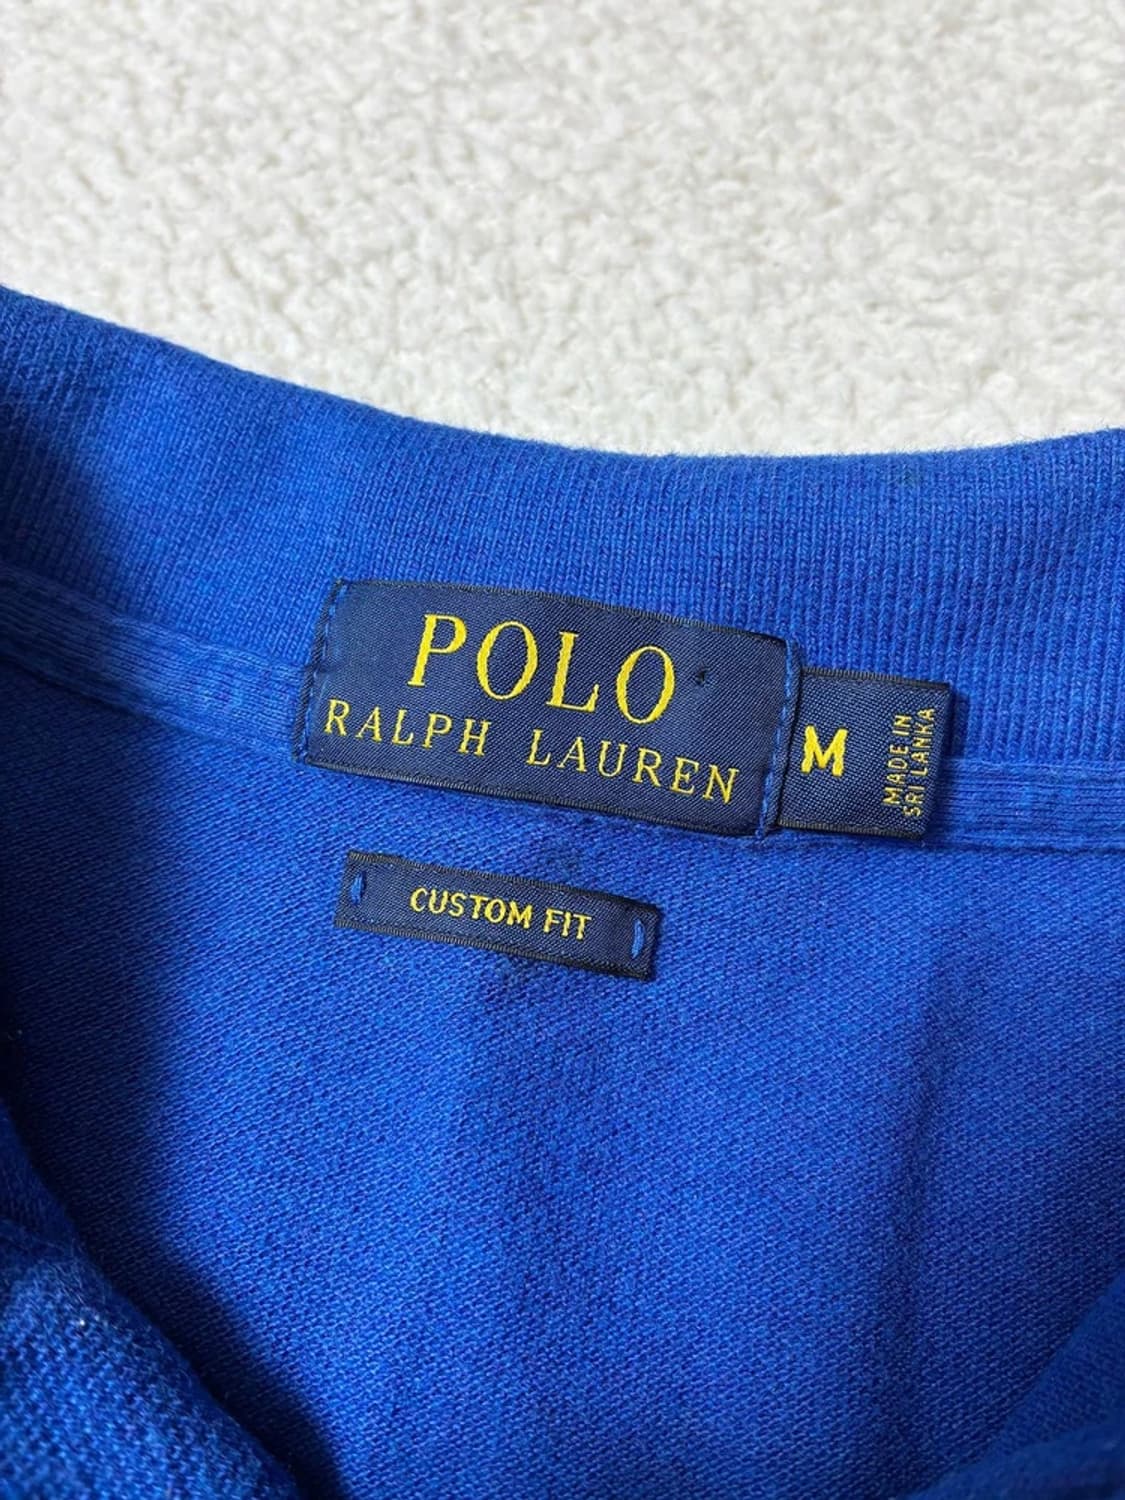 POLO
RALPH LAUREN
M
MADE IN
SRI LANKA
CUSTOM FIT